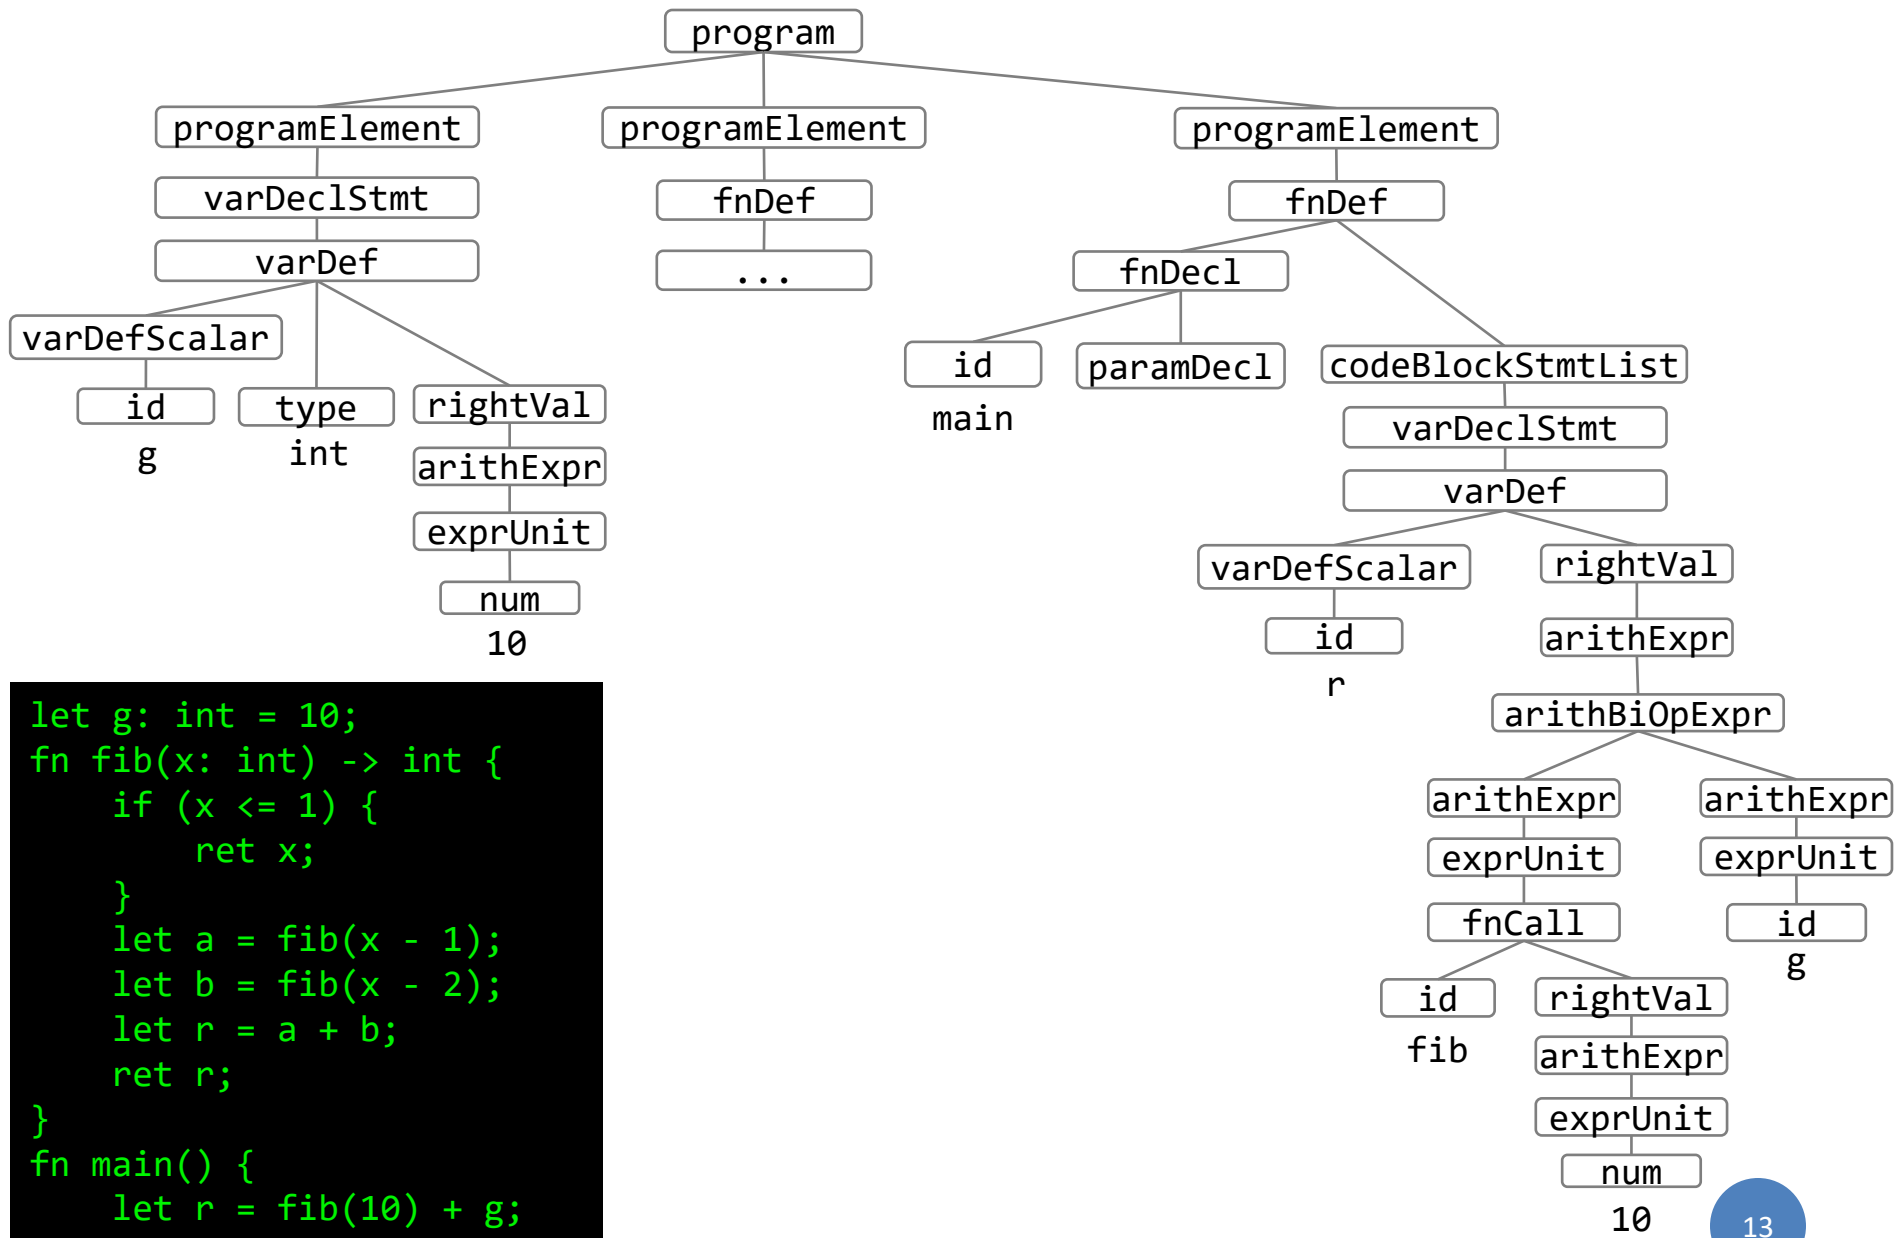 program
programElement programElement programElement
varDeclStmt fnDef fnDef
varDef ... fnDecl
varDefScalar id paramDecl codeBlockStmtList
id type rightVal main varDeclStmt
g int arithExpr varDef
exprUnit varDefScalar rightVal
num id arithExpr
10 r
arithBiOpExpr
arithExpr arithExpr
exprUnit exprUnit
fnCall id
g
id rightVal
fib arithExpr
exprUnit
num
10
let g: int = 10;
fn fib(x: int) -> int {
    if (x <= 1) {
        ret x;
    }
    let a = fib(x - 1);
    let b = fib(x - 2);
    let r = a + b;
    ret r;
}
fn main() {
    let r = fib(10) + g;
13